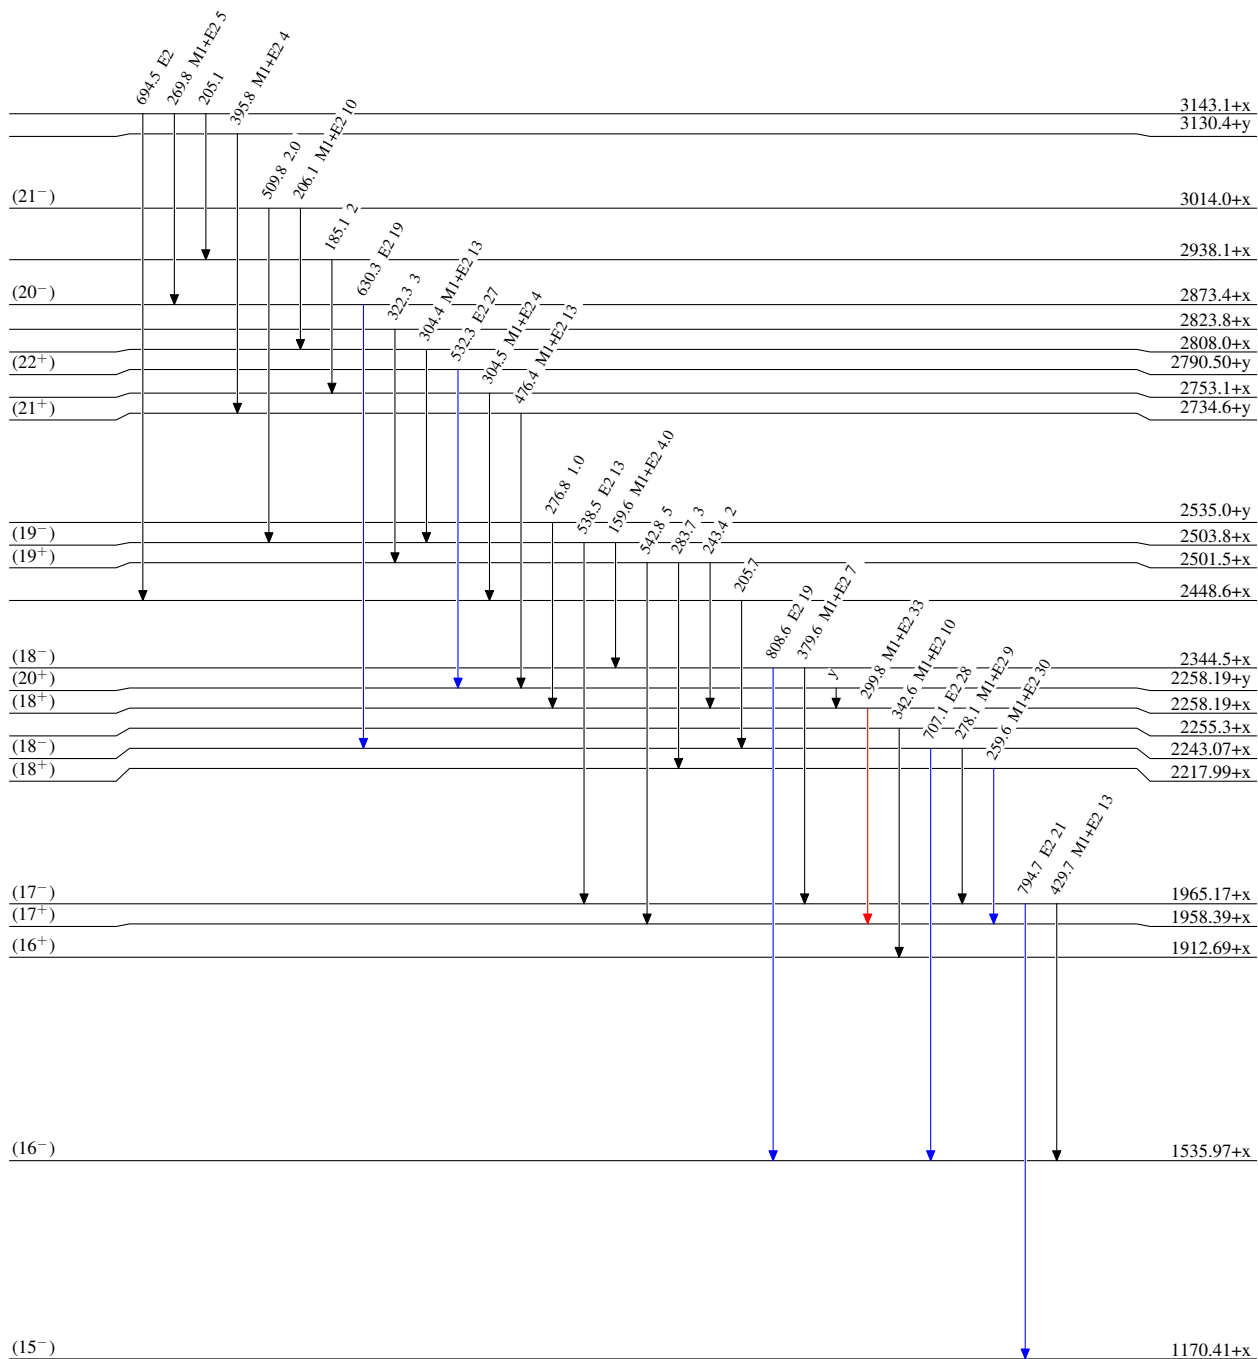 694.5 E2
269.8 M1+E2 5
205.1
395.8 M1+E2 4
3143.1+x
3130.4+y
509.8 2.0
206.1 M1+E2 10
(21⁻) 3014.0+x
185.1 2
2938.1+x
630.3 E2 19
(20⁻) 2873.4+x
322.3 3
2823.8+x
304.4 M1+E2 13
2808.0+x
532.3 E2 27
(22⁺) 2790.50+y
304.5 M1+E2 4
2753.1+x
476.4 M1+E2 13
(21⁺) 2734.6+y
276.8 1.0
2535.0+y
538.5 E2 13
159.6 M1+E2 4.0
(19⁻) 2503.8+x
542.8 5
283.7 3
243.4 2
(19⁺) 2501.5+x
205.7
2448.6+x
808.6 E2 19
379.6 M1+E2 7
(18⁻) 2344.5+x
y
(20⁺) 2258.19+y
299.8 M1+E2 33
(18⁺) 2258.19+x
342.6 M1+E2 10
2255.3+x
707.1 E2 28
278.1 M1+E2 9
(18⁻) 2243.07+x
259.6 M1+E2 30
(18⁺) 2217.99+x
794.7 E2 21
429.7 M1+E2 13
(17⁻) 1965.17+x
(17⁺) 1958.39+x
(16⁺) 1912.69+x
(16⁻) 1535.97+x
(15⁻) 1170.41+x